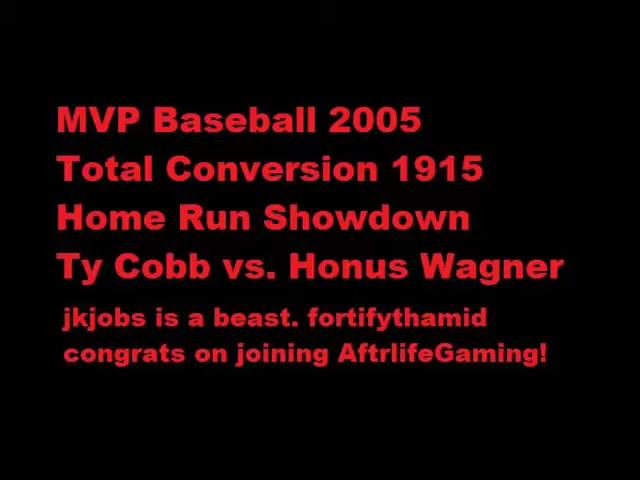 MVP Baseball 2005
Total Conversion 1915
Home Run Showdown
Ty Cobb vs. Honus Wagner
jkjobs is a beast. fortifythamid
congrats on joining AftrlifeGaming!